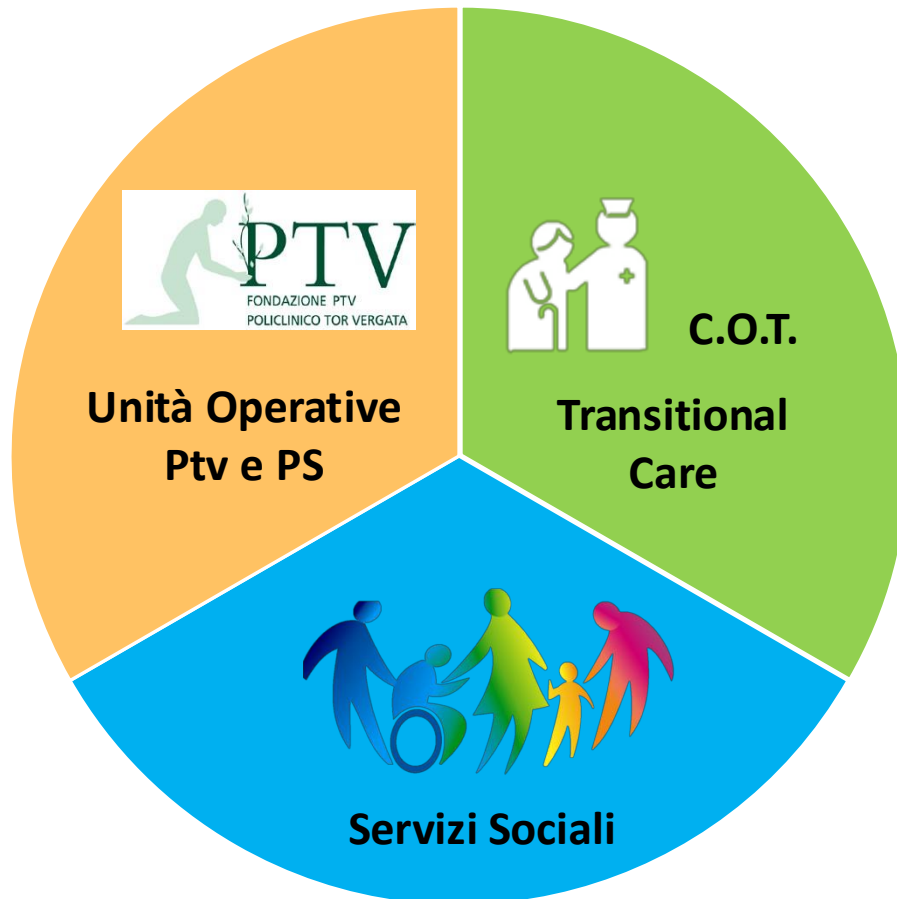 PTV
FONDAZIONE PTV
POLICLINICO TOR VERGATA
Unità Operative
Ptv e PS
C.O.T.
Transitional
Care
Servizi Sociali